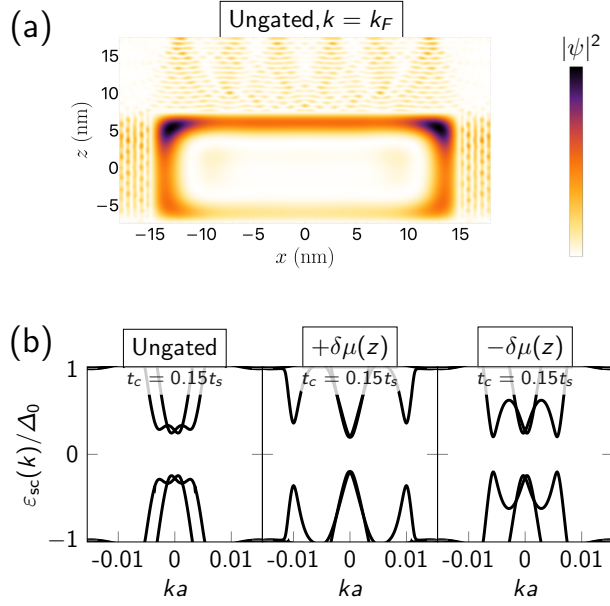 (a)
Ungated, k = k_F
|ψ|²
z (nm)
5
0
−5
−15 −10 −5 0 5 10 15
x (nm)
(b)
Ungated +δμ(z) −δμ(z)
t_c = 0.15t_s t_c = 0.15t_s t_c = 0.15t_s
ε_sc(k)/Δ_0
1
0
−1
-0.01 0 0.01 -0.01 0 0.01 -0.01 0 0.01
ka ka ka